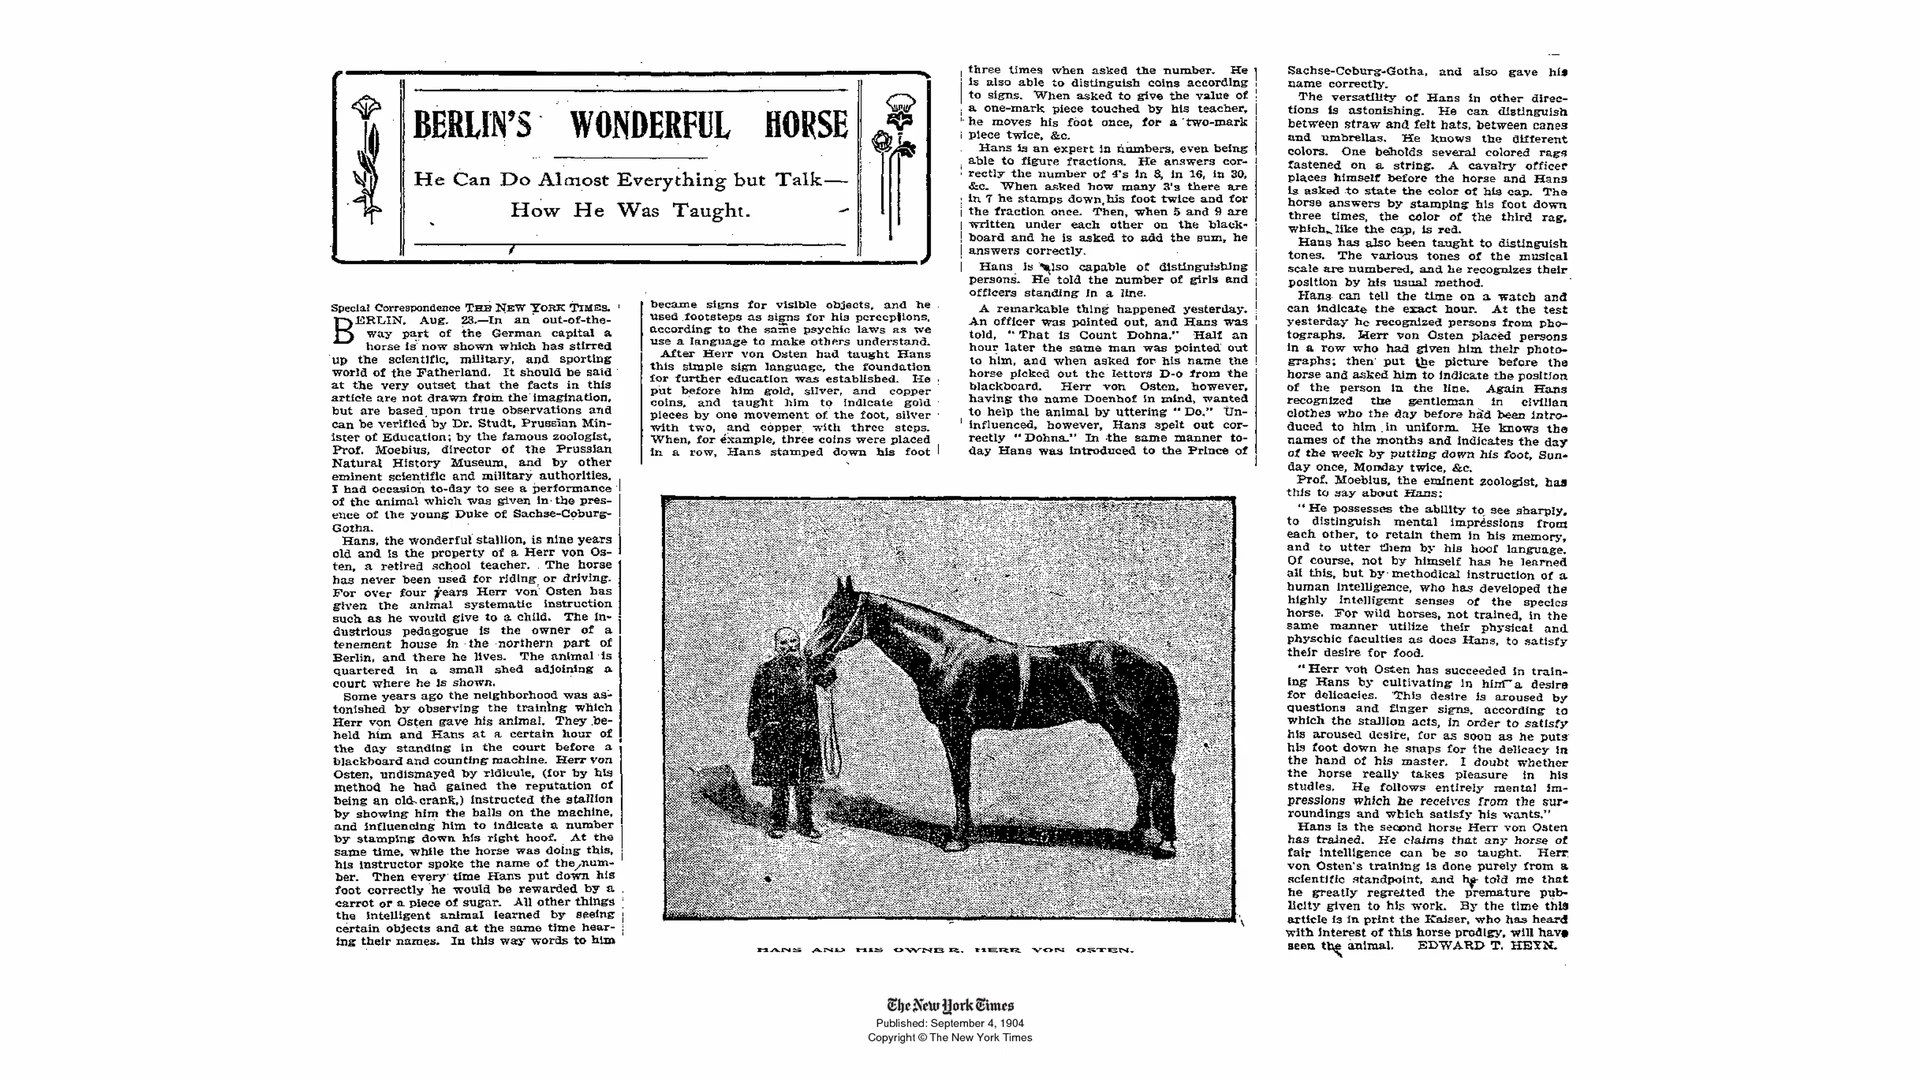 BERLIN'S WONDERFUL HORSE
He Can Do Almost Everything but Talk—
How He Was Taught.
Special Correspondence THE NEW YORK TIMES.
BERLIN, Aug. 23.—In an out-of-the-
way part of the German capital a
horse is now shown which has stirred
up the scientific, military, and sporting
world of the Fatherland. It should be said
at the very outset that the facts in this
article are not drawn from the imagination,
but are based upon true observations and
can be verified by Dr. Studt, Prussian Min-
ister of Education; by the famous zoologist,
Prof. Moebius, director of the Prussian
Natural History Museum, and by other
eminent scientific and military authorities.
I had occasion to-day to see a performance
of the animal which was given in the pres-
ence of the young Duke of Sachse-Coburg-
Gotha.
Hans, the wonderful stallion, is nine years
old and is the property of a Herr von Os-
ten, a retired school teacher. The horse
has never been used for riding or driving.
For over four years Herr von Osten has
given the animal systematic instruction
such as he would give to a child. The in-
dustrious pedagogue is the owner of a
tenement house in the northern part of
Berlin, and there he lives. The animal is
quartered in a small shed adjoining a
court where he is shown.
Some years ago the neighborhood was as-
tonished by observing the training which
Herr von Osten gave his animal. They be-
held him and Hans at a certain hour of
the day standing in the court before a
blackboard and counting machine. Herr von
Osten, undismayed by ridicule, (for by his
method he had gained the reputation of
being an old crank,) instructed the stallion
by showing him the balls on the machine,
and influencing him to indicate a number
by stamping down his right hoof. At the
same time, while the horse was doing this,
his instructor spoke the name of the num-
ber. Then every time Hans put down his
foot correctly he would be rewarded by a
carrot or a piece of sugar. All other things
the intelligent animal learned by seeing
certain objects and at the same time hear-
ing their names. In this way words to him
became signs for visible objects, and he
used footsteps as signs for his perceptions,
according to the same psychic laws as we
use a language to make others understand.
After Herr von Osten had taught Hans
this simple sign language, the foundation
for further education was established. He
put before him gold, silver, and copper
coins, and taught him to indicate gold
pieces by one movement of the foot, silver
with two, and copper with three steps.
When, for example, three coins were placed
in a row, Hans stamped down his foot
three times when asked the number. He
is also able to distinguish coins according
to signs. When asked to give the value of
a one-mark piece touched by his teacher,
he moves his foot once, for a two-mark
piece twice, &c.
Hans is an expert in numbers, even being
able to figure fractions. He answers cor-
rectly the number of 4's in 8, in 16, in 30,
&c. When asked how many 3's there are
in 7 he stamps down his foot twice and for
the fraction once. Then, when 5 and 9 are
written under each other on the black-
board and he is asked to add the sum, he
answers correctly.
Hans is also capable of distinguishing
persons. He told the number of girls and
officers standing in a line.
A remarkable thing happened yesterday.
An officer was pointed out, and Hans was
told, "That is Count Dohna." Half an
hour later the same man was pointed out
to him, and when asked for his name the
horse picked out the letters D-o from the
blackboard. Herr von Osten, however,
having the name Doenhof in mind, wanted
to help the animal by uttering "Do." Un-
influenced, however, Hans spelt out cor-
rectly "Dohna." In the same manner to-
day Hans was introduced to the Prince of
Sachse-Coburg-Gotha, and also gave his
name correctly.
The versatility of Hans in other direc-
tions is astonishing. He can distinguish
between straw and felt hats, between canes
and umbrellas. He knows the different
colors. One beholds several colored rags
fastened on a string. A cavalry officer
places himself before the horse and Hans
is asked to state the color of his cap. The
horse answers by stamping his foot down
three times, the color of the third rag,
which, like the cap, is red.
Hans has also been taught to distinguish
tones. The various tones of the musical
scale are numbered, and he recognizes their
position by his usual method.
Hans can tell the time on a watch and
can indicate the exact hour. At the test
yesterday he recognized persons from pho-
tographs. Herr von Osten placed persons
in a row who had given him their photo-
graphs; then put the picture before the
horse and asked him to indicate the position
of the person in the line. Again Hans
recognized the gentleman in civilian
clothes who the day before had been intro-
duced to him in uniform. He knows the
names of the months and indicates the day
of the week by putting down his foot, Sun-
day once, Monday twice, &c.
Prof. Moebius, the eminent zoologist, has
this to say about Hans:
"He possesses the ability to see sharply,
to distinguish mental impressions from
each other, to retain them in his memory,
and to utter them by his hoof language.
Of course, not by himself has he learned
all this, but by methodical instruction of a
human intelligence, who has developed the
highly intelligent senses of the species
horse. For wild horses, not trained, in the
same manner utilize their physical and
physchic faculties as does Hans, to satisfy
their desire for food.
"Herr von Osten has succeeded in train-
ing Hans by cultivating in him a desire
for delicacies. This desire is aroused by
questions and finger signs, according to
which the stallion acts, in order to satisfy
his aroused desire, for as soon as he puts
his foot down he snaps for the delicacy in
the hand of his master. I doubt whether
the horse really takes pleasure in his
studies. He follows entirely mental im-
pressions which he receives from the sur-
roundings and which satisfy his wants."
Hans is the second horse Herr von Osten
has trained. He claims that any horse of
fair intelligence can be so taught. Herr
von Osten's training is done purely from a
scientific standpoint, and he told me that
he greatly regretted the premature pub-
licity given to his work. By the time this
article is in print the Kaiser, who has heard
with interest of this horse prodigy, will have
seen the animal. EDWARD T. HEYN.
HANS AND HIS OWNER, HERR VON OSTEN.
The New York Times
Published: September 4, 1904
Copyright © The New York Times